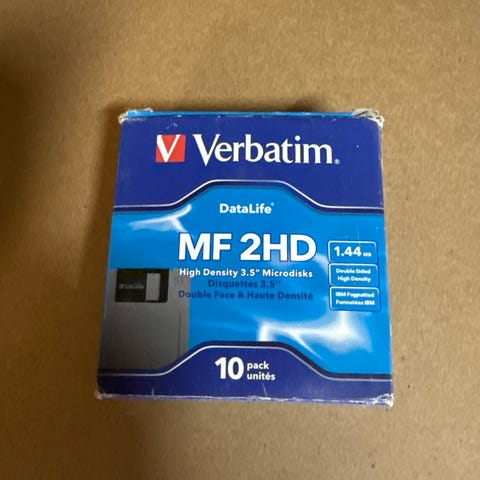 Verbatim®
DataLife®
MF 2HD
High Density 3.5" Microdisks
Disquettes 3.5"
Double Face & Haute Densité
1.44 MB
Double Sided
High Density
IBM Formatted
Formatées IBM
10 pack
unités